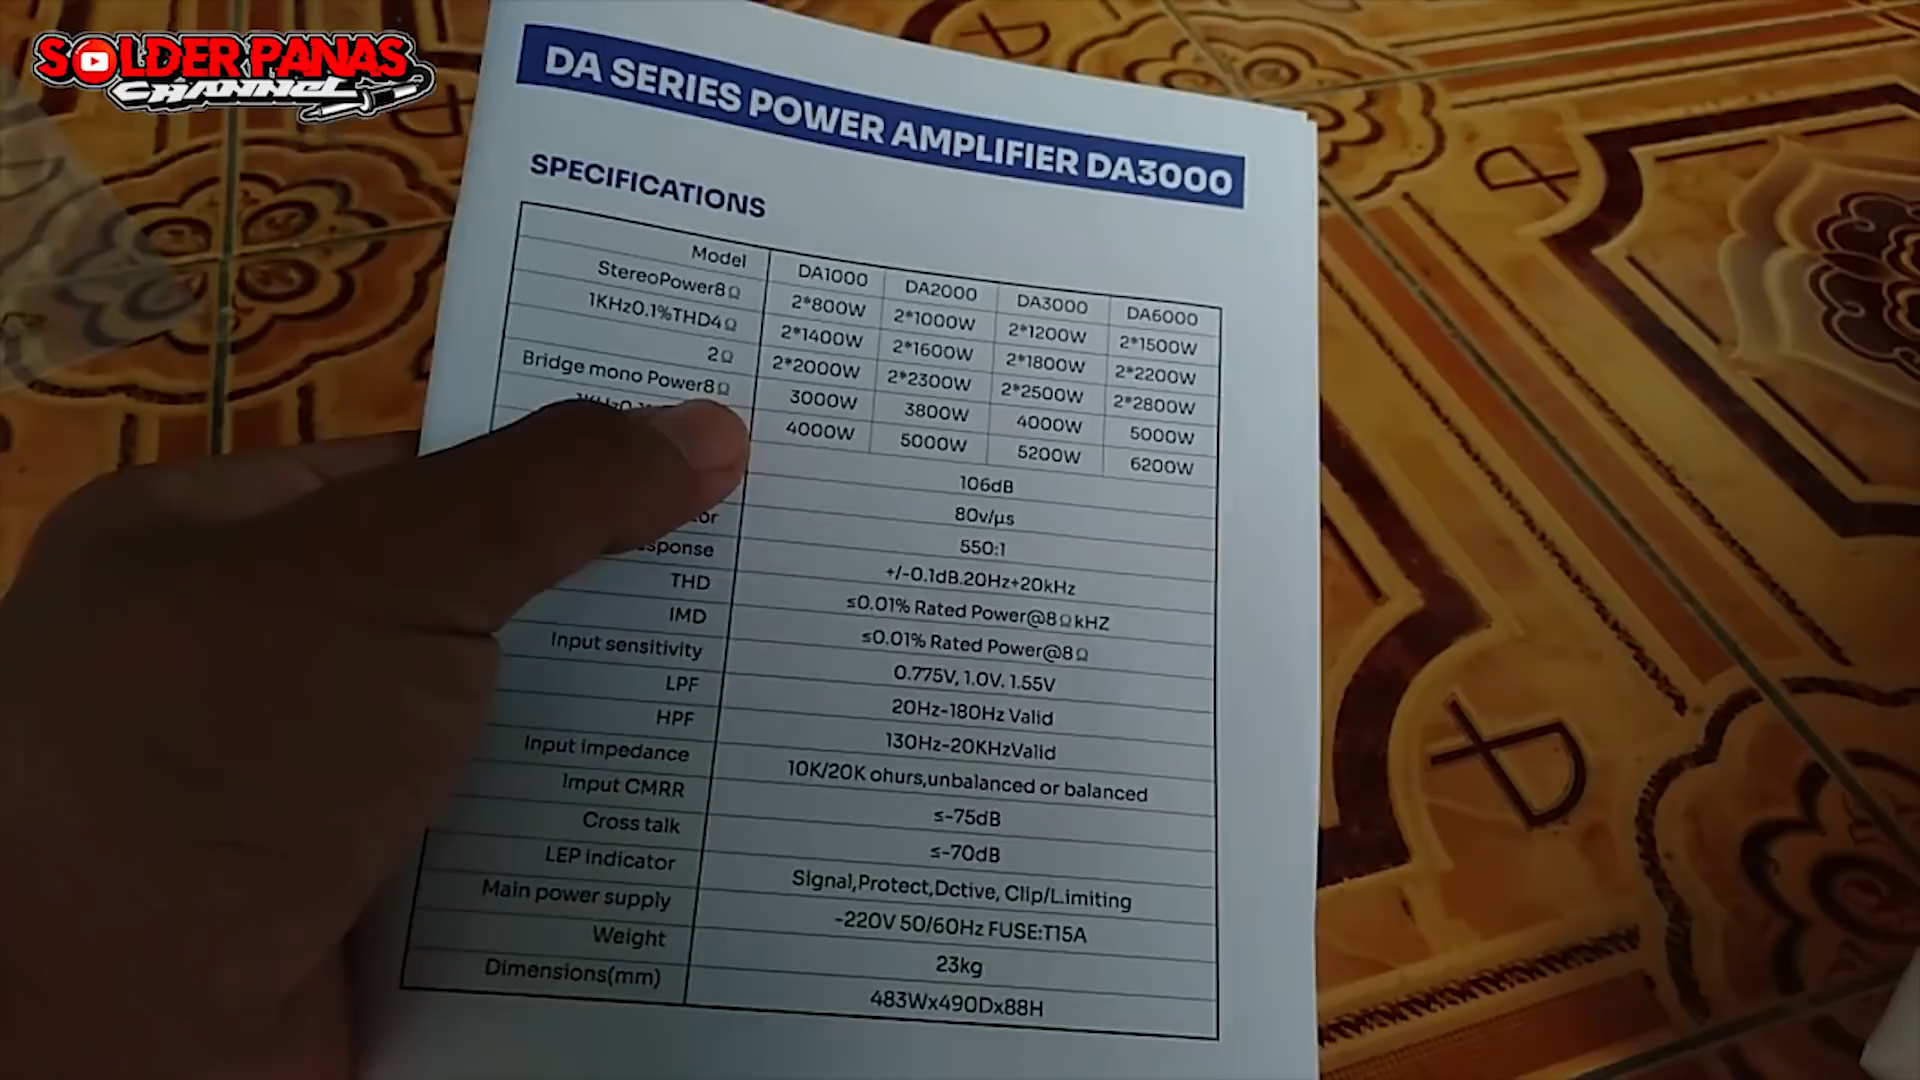 SOLDER PANAS
CHANNEL
DA SERIES POWER AMPLIFIER DA3000
SPECIFICATIONS
Model DA1000 DA2000 DA3000 DA6000
StereoPower8Ω 2*800W 2*1000W 2*1200W 2*1500W
1KHz0.1%THD4Ω 2*1400W 2*1600W 2*1800W 2*2200W
2Ω 2*2000W 2*2300W 2*2500W 2*2800W
Bridge mono Power8Ω 3000W 3800W 4000W 5000W
4000W 5000W 5200W 6200W
106dB
80v/µs
550:1
+/-0.1dB.20Hz+20kHz
THD ≤0.01% Rated Power@8ΩkHZ
IMD ≤0.01% Rated Power@8Ω
Input sensitivity 0.775V, 1.0V. 1.55V
LPF 20Hz-180Hz Valid
HPF 130Hz-20KHzValid
Input impedance 10K/20K ohurs,unbalanced or balanced
Imput CMRR ≤-75dB
Cross talk ≤-70dB
LEP indicator Signal,Protect,Dctive, Clip/L.imiting
Main power supply -220V 50/60Hz FUSE:T15A
Weight 23kg
Dimensions(mm) 483Wx490Dx88H